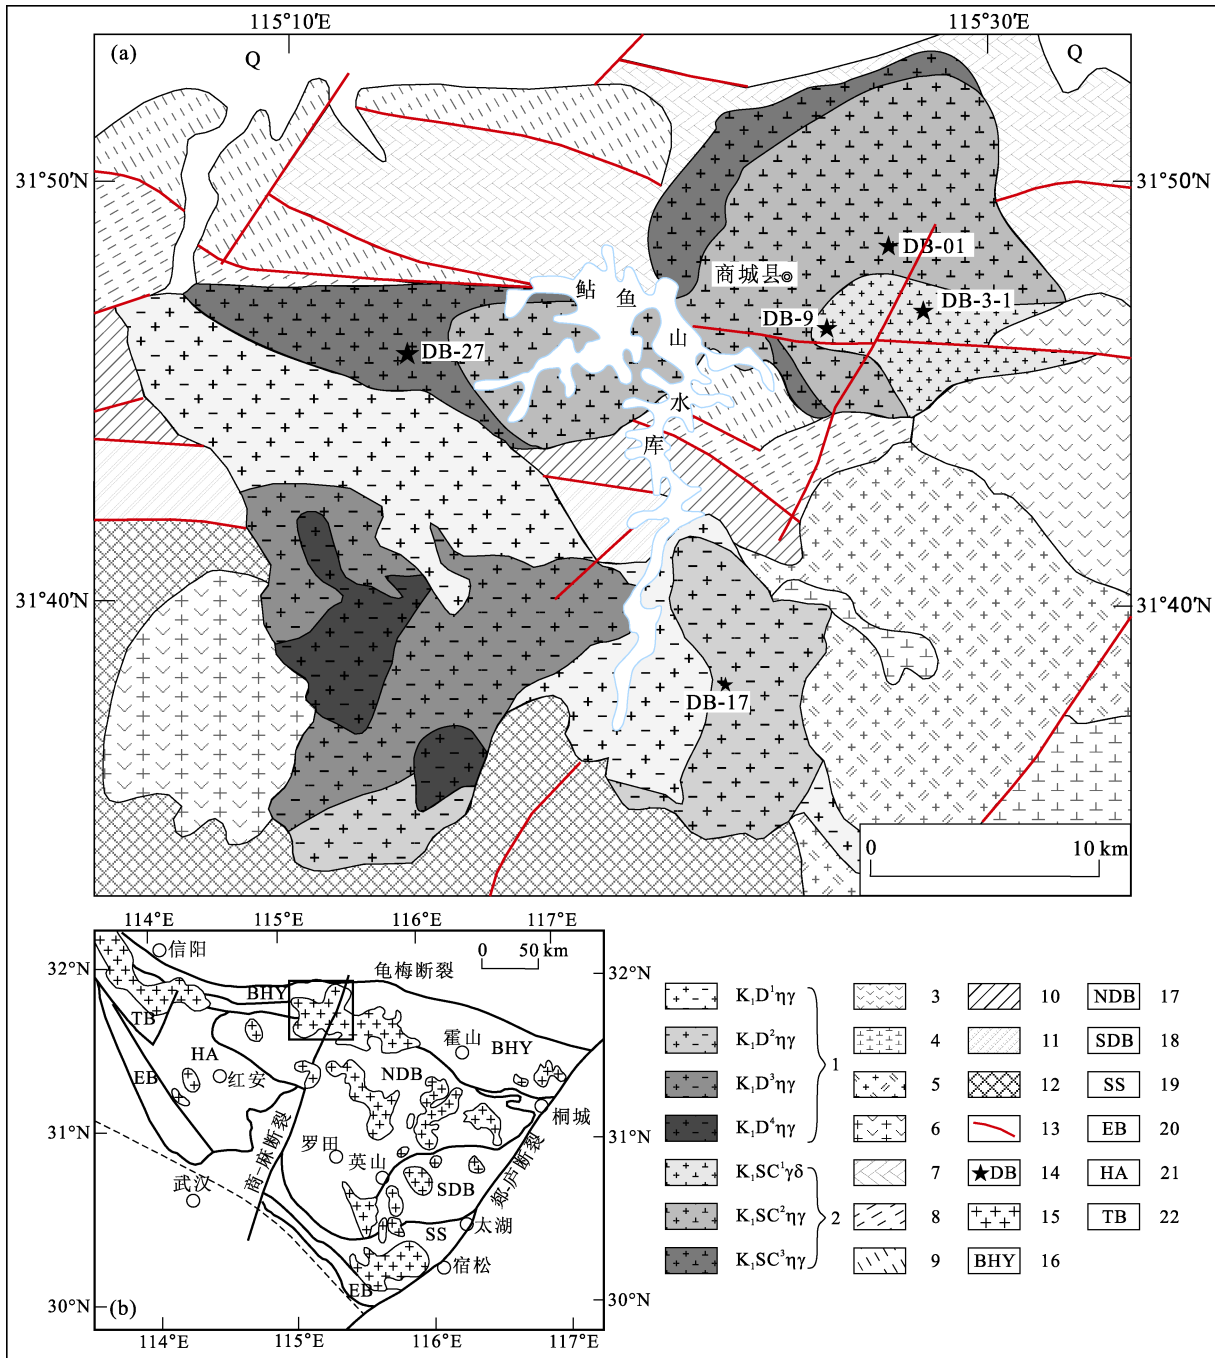 115°10′E
115°30′E
(a)
Q
Q
31°50′N
31°50′N
DB-01
商城县
鲇
鱼
DB-3-1
DB-9
山
DB-27
水
库
31°40′N
31°40′N
DB-17
0
10 km
114°E
115°E
116°E
117°E
信阳
0
50 km
32°N
龟梅断裂
32°N
BHY
TB
霍山
BHY
HA
NDB
EB
红安
桐城
31°N
罗田
31°N
英山
商–麻断裂
武汉
SDB
郯-庐断裂
SS
太湖
宿松
EB
30°N
30°N
(b)
114°E
115°E
116°E
117°E
K₁D¹ηγ
K₁D²ηγ
K₁D³ηγ
K₁D⁴ηγ
1
K₁SC¹γδ
K₁SC²ηγ
K₁SC³ηγ
2
3
4
5
6
7
8
9
10
11
12
13
★DB 14
15
BHY 16
NDB 17
SDB 18
SS 19
EB 20
HA 21
TB 22